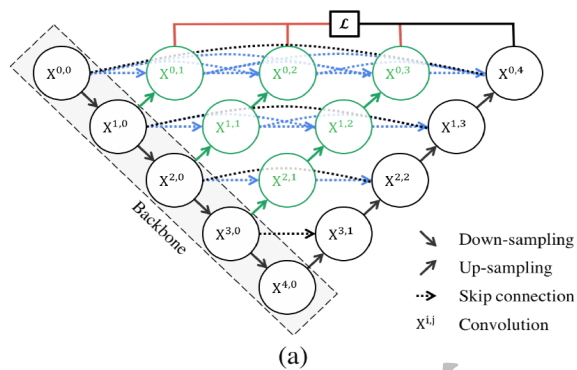 ℒ
X^0,0 X^0,1 X^0,2 X^0,3 X^0,4
X^1,0 X^1,1 X^1,2 X^1,3
X^2,0 X^2,1 X^2,2
X^3,0 X^3,1
X^4,0
Backbone
Down-sampling
Up-sampling
Skip connection
X^i,j Convolution
(a)